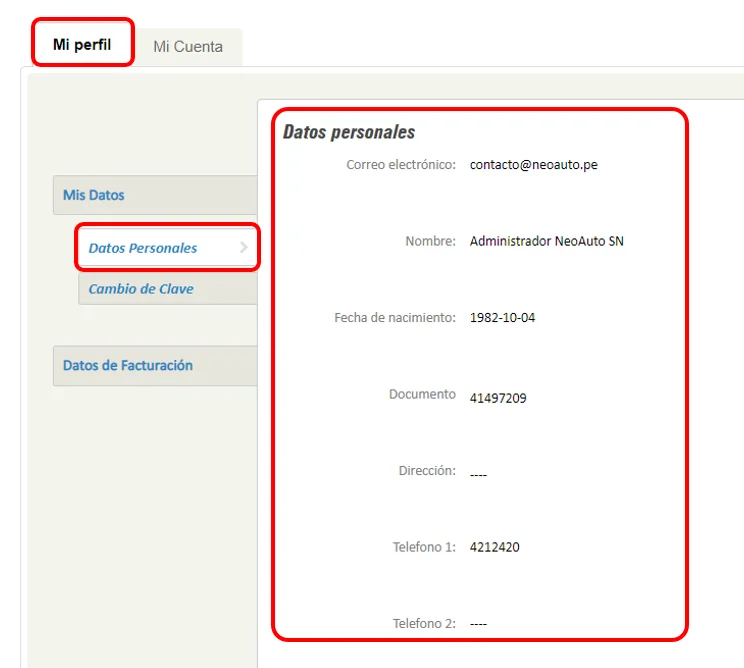 Mi perfil Mi Cuenta
Datos personales
Correo electrónico: contacto@neoauto.pe
Mis Datos
Nombre: Administrador NeoAuto SN
Datos Personales
Cambio de Clave
Fecha de nacimiento: 1982-10-04
Datos de Facturación
Documento 41497209
Dirección: ----
Telefono 1: 4212420
Telefono 2: ----